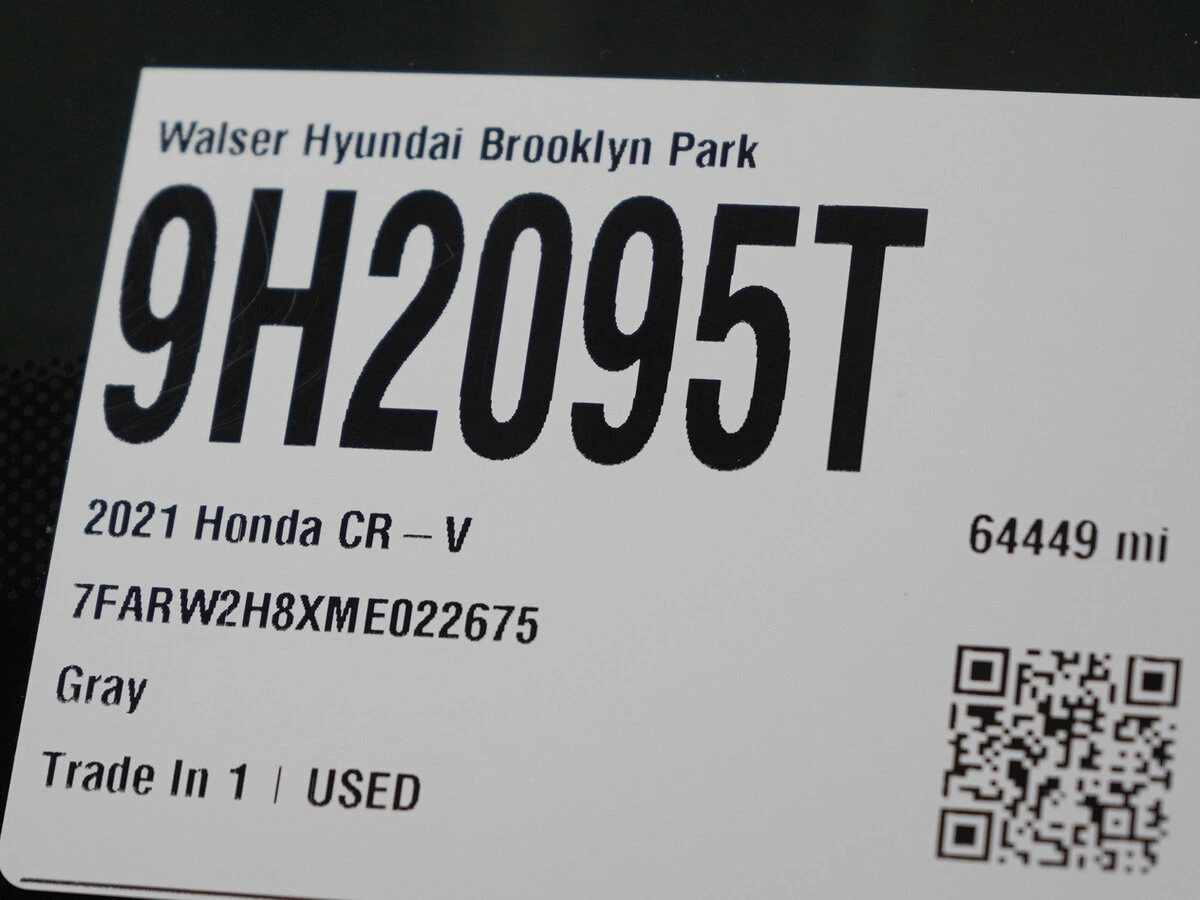 Walser Hyundai Brooklyn Park
9H2095T
2021 Honda CR – V
64449 mi
7FARW2H8XME022675
Gray
Trade In 1 | USED